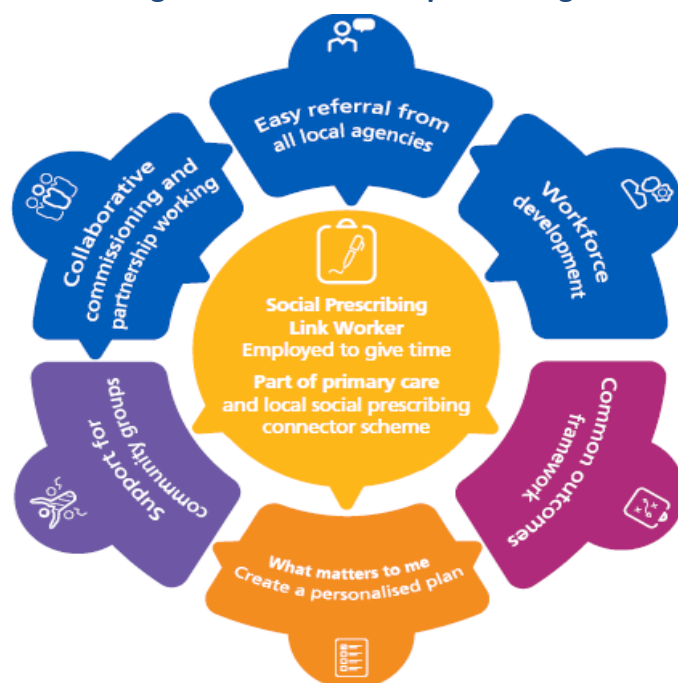 Easy referral from
all local agencies
Workforce
development
Common outcomes
framework
What matters to me
Create a personalised plan
Support for
community groups
Collaborative
commissioning and
partnership working
Social Prescribing
Link Worker
Employed to give time
Part of primary care
and local social prescribing
connector scheme